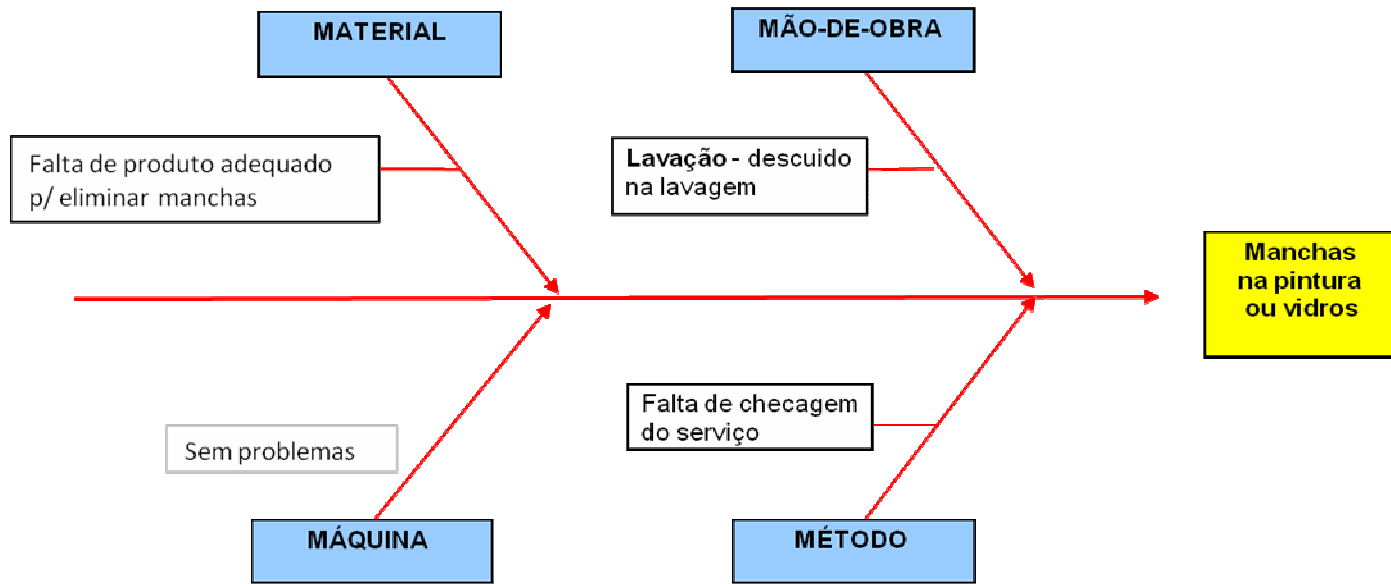 MATERIAL
MÃO-DE-OBRA
Falta de produto adequado
p/ eliminar manchas
Lavação - descuido
na lavagem
Manchas
na pintura
ou vidros
Falta de checagem
do serviço
Sem problemas
MÁQUINA
MÉTODO